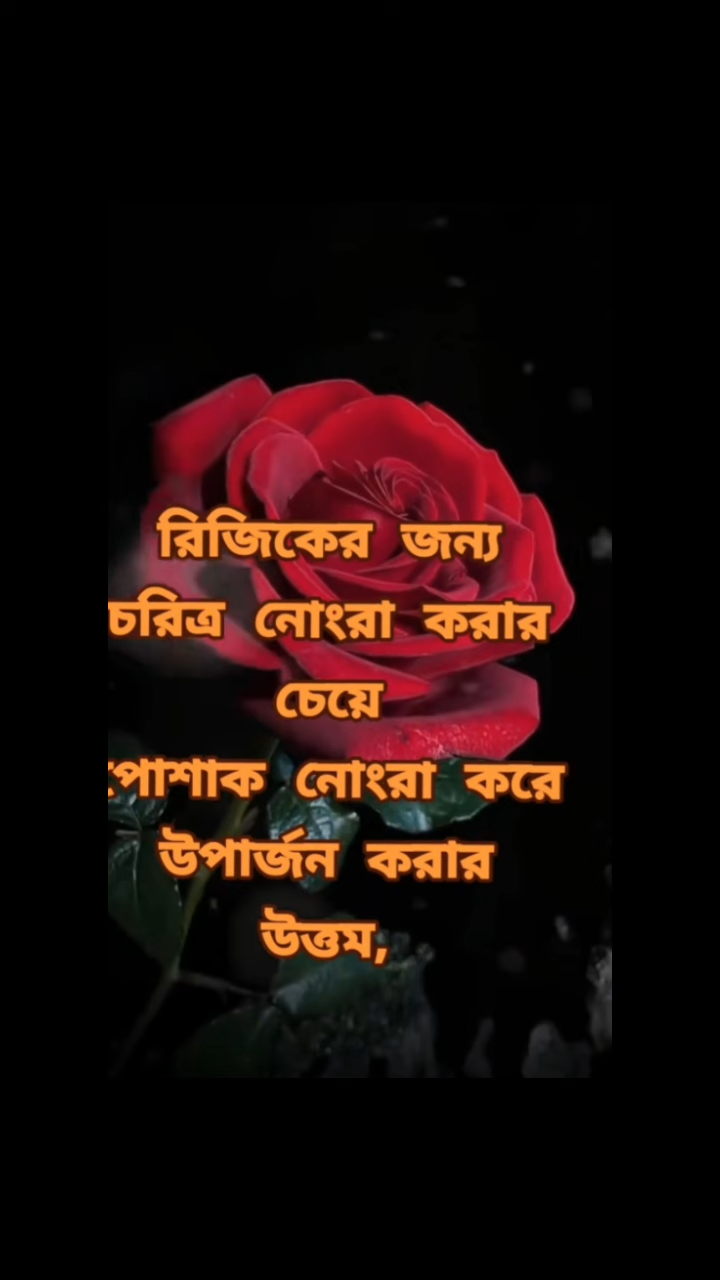 রিজিকের জন্য
চরিত্র নোংরা করার
চেয়ে
পোশাক নোংরা করে
উপার্জন করার
উত্তম,